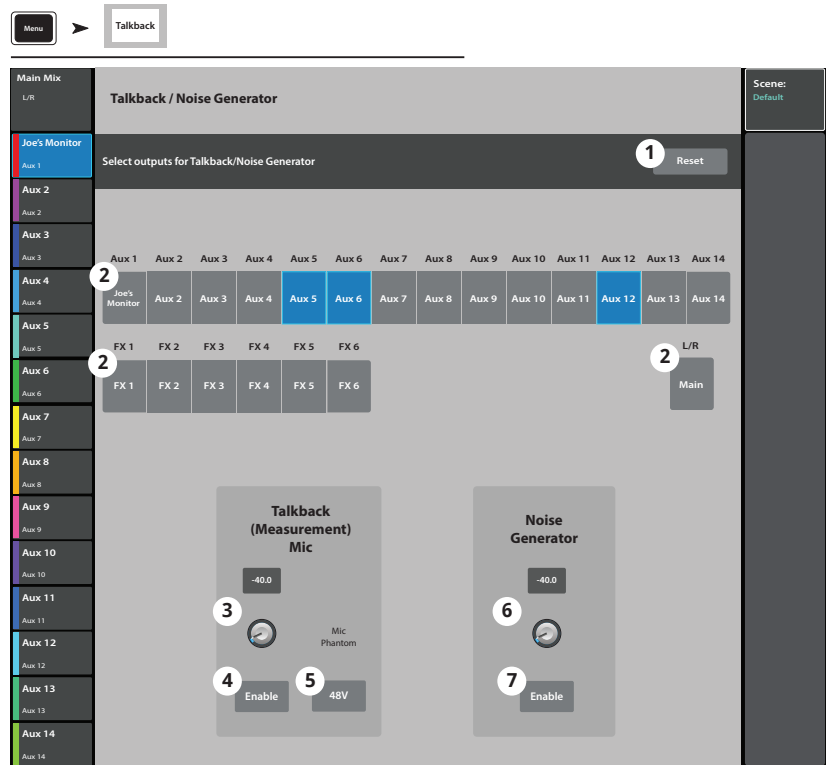 Menu
Talkback
Main Mix
L/R
Joe's Monitor
Aux 1
Aux 2
Aux 2
Aux 3
Aux 3
Aux 4
Aux 4
Aux 5
Aux 5
Aux 6
Aux 6
Aux 7
Aux 7
Aux 8
Aux 8
Aux 9
Aux 9
Aux 10
Aux 10
Aux 11
Aux 11
Aux 12
Aux 12
Aux 13
Aux 13
Aux 14
Aux 14
Talkback / Noise Generator
Select outputs for Talkback/Noise Generator
1
Reset
Aux 1 Aux 2 Aux 3 Aux 4 Aux 5 Aux 6 Aux 7 Aux 8 Aux 9 Aux 10 Aux 11 Aux 12 Aux 13 Aux 14
2
Joe's
Monitor Aux 2 Aux 3 Aux 4 Aux 5 Aux 6 Aux 7 Aux 8 Aux 9 Aux 10 Aux 11 Aux 12 Aux 13 Aux 14
FX 1 FX 2 FX 3 FX 4 FX 5 FX 6
2
FX 1 FX 2 FX 3 FX 4 FX 5 FX 6
L/R
2
Main
Talkback
(Measurement)
Mic
-40.0
3
Mic
Phantom
4
Enable
5
48V
Noise
Generator
-40.0
6
7
Enable
Scene:
Default